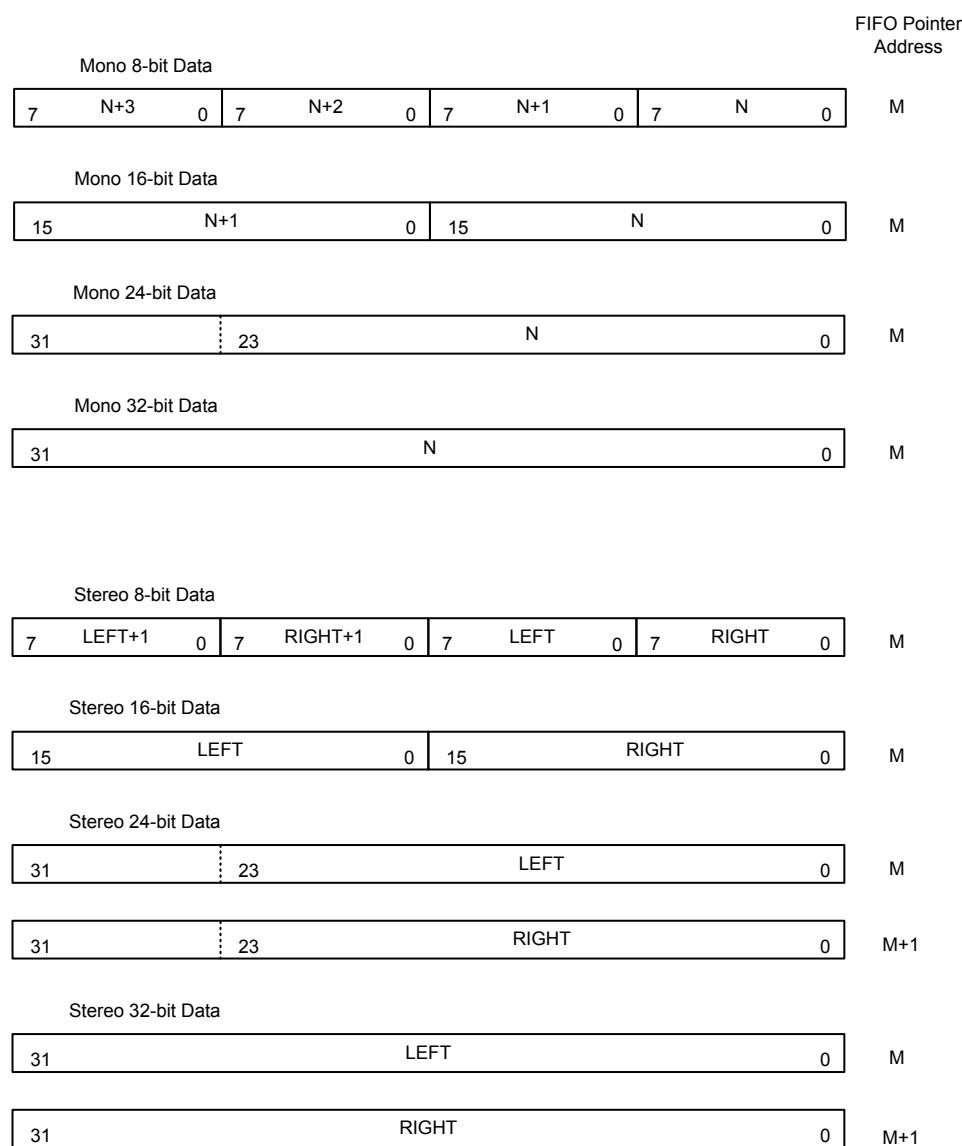 FIFO Pointer
Address
Mono 8-bit Data
7 N+3 0 7 N+2 0 7 N+1 0 7 N 0 M
Mono 16-bit Data
15 N+1 0 15 N 0 M
Mono 24-bit Data
31 23 N 0 M
Mono 32-bit Data
31 N 0 M
Stereo 8-bit Data
7 LEFT+1 0 7 RIGHT+1 0 7 LEFT 0 7 RIGHT 0 M
Stereo 16-bit Data
15 LEFT 0 15 RIGHT 0 M
Stereo 24-bit Data
31 23 LEFT 0 M
31 23 RIGHT 0 M+1
Stereo 32-bit Data
31 LEFT 0 M
31 RIGHT 0 M+1